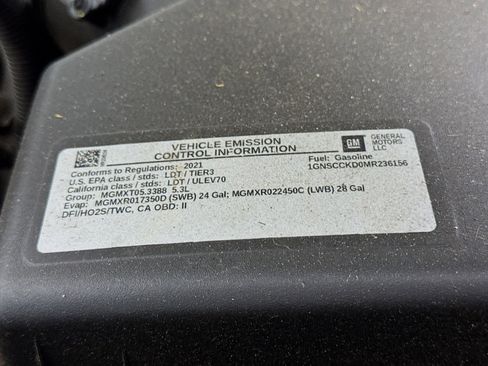 VEHICLE EMISSION
CONTROL INFORMATION
GM
GENERAL
MOTORS
LLC
Conforms to Regulations: 2021
Fuel: Gasoline
U.S. EPA class / stds: LDT / TIER3
1GNSCCKD0MR236156
California class / stds: LDT / ULEV70
Group: MGMXT05.3388 5.3L
Evap: MGMXR017350D (SWB) 24 Gal; MGMXR022450C (LWB) 28 Gal
DFI/HO2S/TWC, CA OBD: II